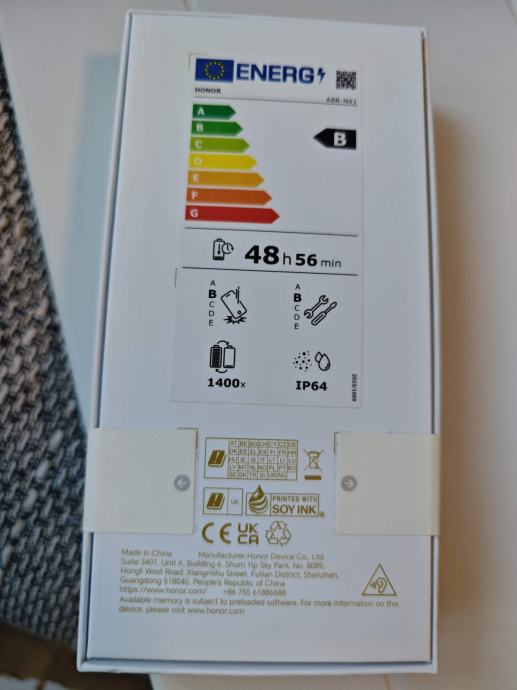 ENERG
HONOR
ABR-NX1
A
B
C
D
E
F
G
B
48 h 56 min
A
B
C
D
E
A
B
C
D
E
1400x
IP64
2023/1669
AT BE BG CH CY CZ DE
DK EE EL ES FI FR HR
HU IE IS IT LT LI LU
LV MT NL NO PL PT RO
SE SK TR SI UK(NI)
UK
PRINTED WITH
SOY INK
CE
UK
CA
Made in China Manufacturer Honor Device Co., Ltd.
Suite 3401, Unit A, Building 6, Shum Yip Sky Park, No. 8089,
Hongli West Road, Xiangmihu Street, Futian District, Shenzhen,
Guangdong 518040, People's Republic of China
https://www.honor.com/ +86 755 61886688
Available memory is subject to preloaded software. For more information on this
device, please visit www.honor.com